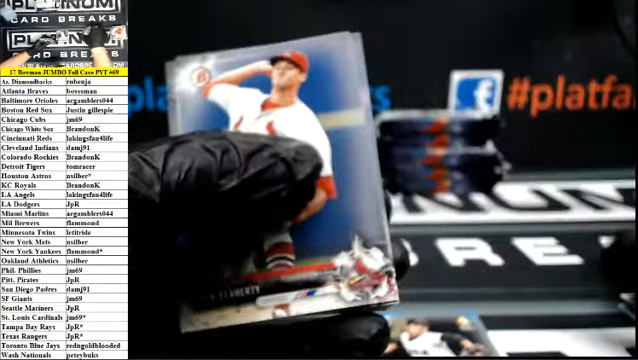 PLATINUM
CARD BREAKS
PLATINUM
CARD BREAKS
17 Bowman JUMBO Full Case PYT #69
Az. Diamondbacks rubenja
Atlanta Braves bosssman
Baltimore Orioles argamblers044
Boston Red Sox Justin gillespie
Chicago Cubs jm69
Chicago White Sox BrandonK
Cincinnati Reds lakingsfan4life
Cleveland Indians damj91
Colorado Rockies BrandonK
Detroit Tigers tomracer
Houston Astros nsilber*
KC Royals BrandonK
LA Angels lakingsfan4life
LA Dodgers JpR
Miami Marlins argamblers044
Mil Brewers flammond
Minnesota Twins letitride
New York Mets nsilber
New York Yankees flammond*
Oakland Athletics nsilber
Phil. Phillies jm69
Pitt. Pirates JpR
San Diego Padres damj91
SF Giants jm69
Seattle Mariners JpR
St. Louis Cardinals jm69*
Tampa Bay Rays JpR*
Texas Rangers JpR*
Toronto Blue Jays redngoldblooded
Wash Nationals peteybuks
FLAHERTY
#platfa